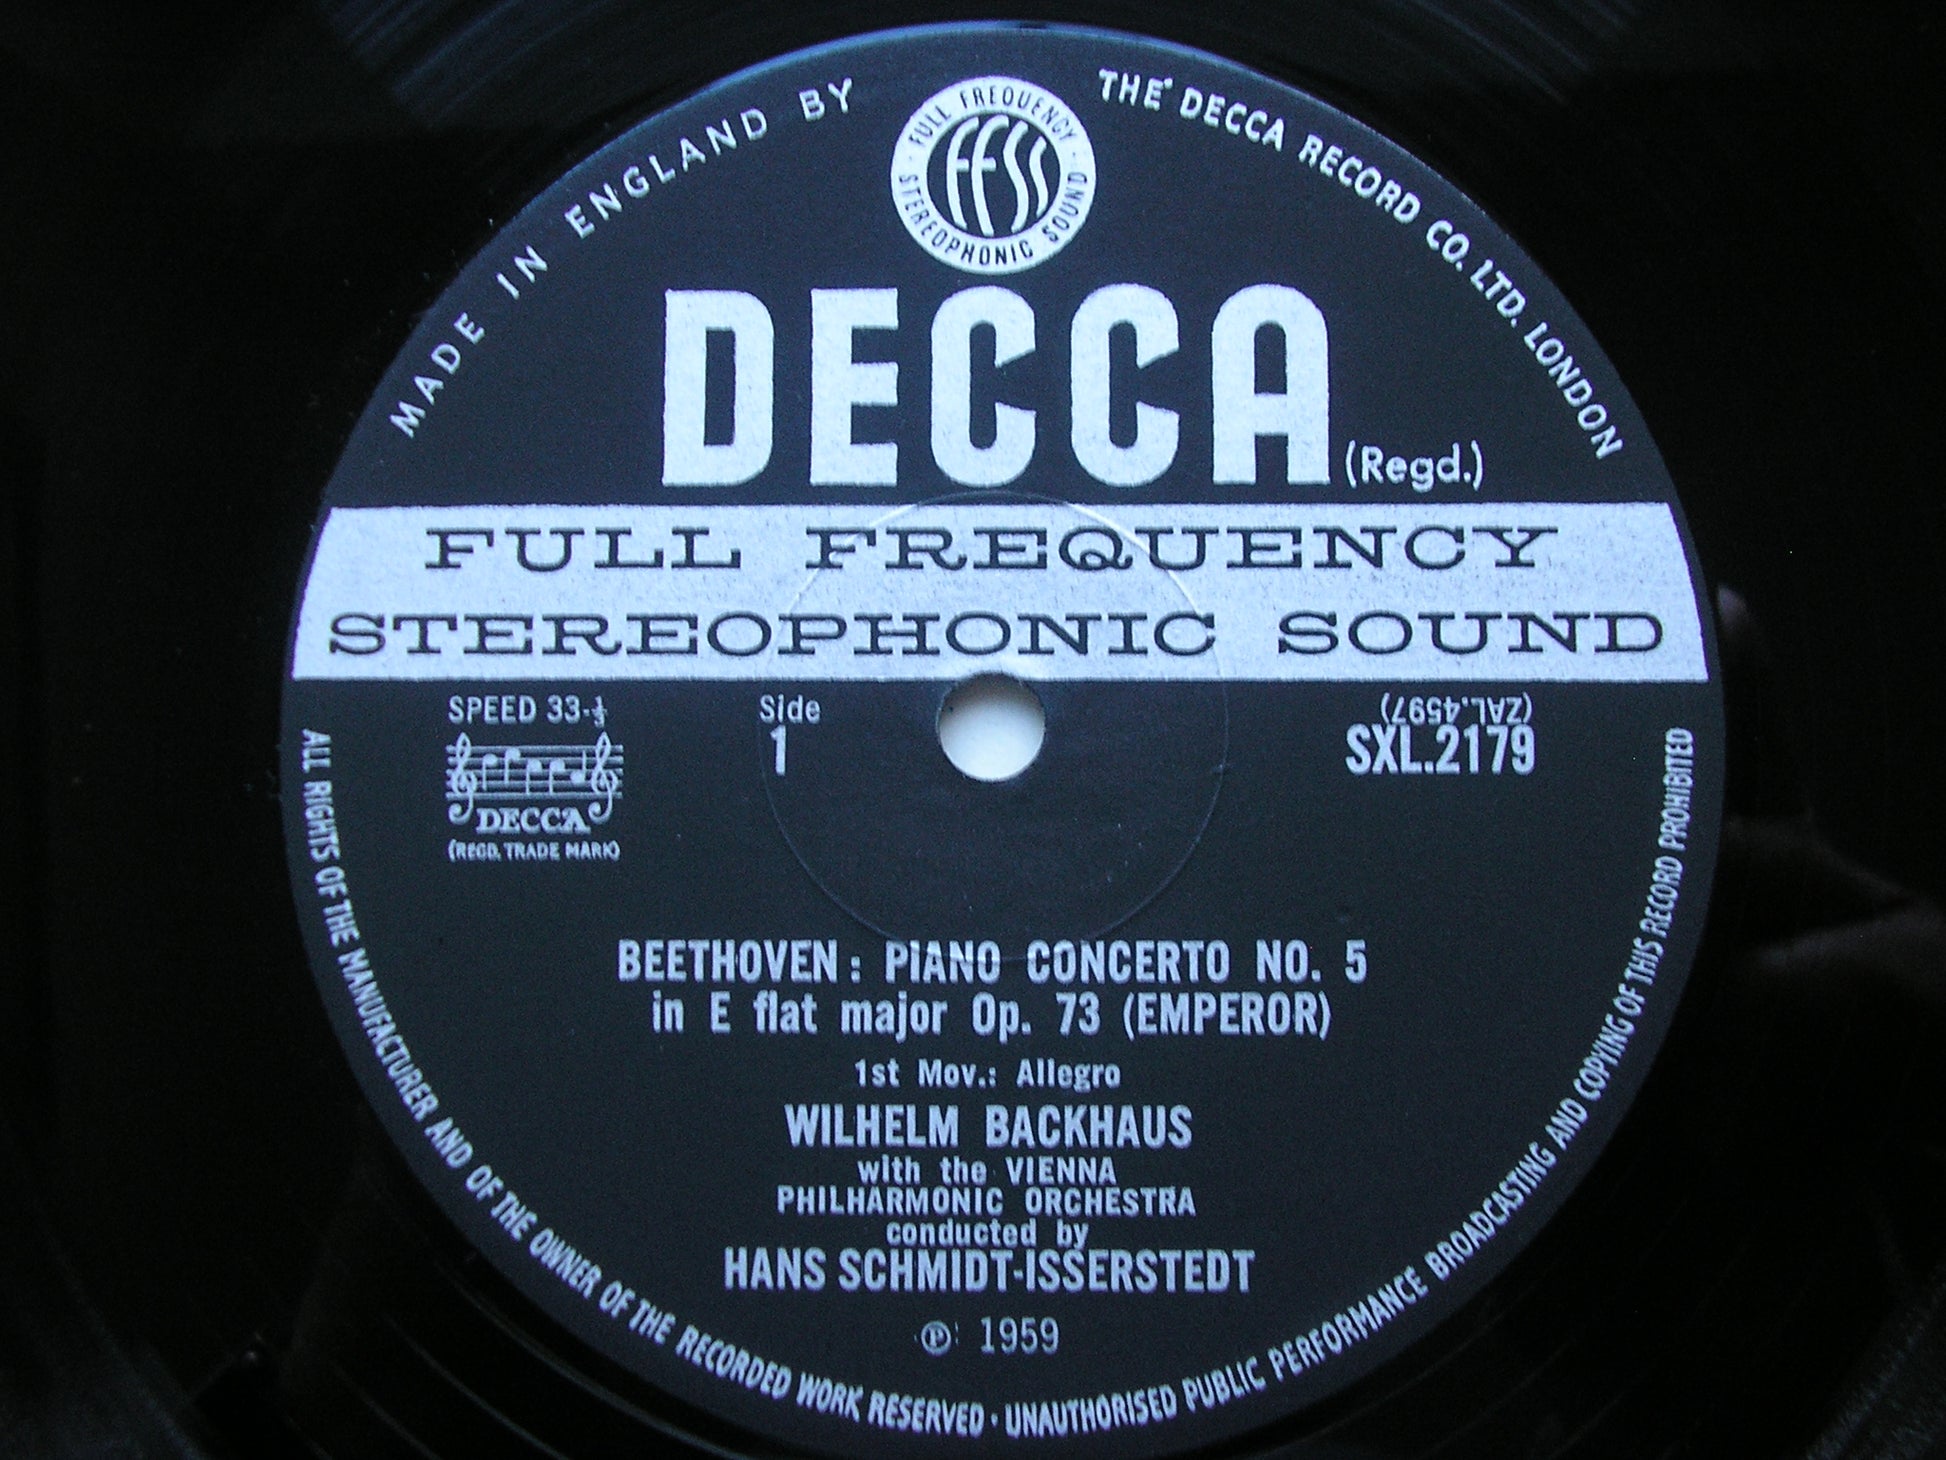 MADE IN ENGLAND BY
THE DECCA RECORD CO. LTD. LONDON
FULL FREQUENCY
ffss
STEREOPHONIC SOUND
DECCA (Regd.)
FULL FREQUENCY
STEREOPHONIC SOUND
SPEED 33-⅓
Side
1
(ZAL.4597)
SXL.2179
DECCA
(REGD. TRADE MARK)
BEETHOVEN: PIANO CONCERTO NO. 5
in E flat major Op. 73 (EMPEROR)
1st Mov.: Allegro
WILHELM BACKHAUS
with the VIENNA
PHILHARMONIC ORCHESTRA
conducted by
HANS SCHMIDT-ISSERSTEDT
℗ 1959
ALL RIGHTS OF THE MANUFACTURER AND OF THE OWNER OF THE RECORDED WORK RESERVED · UNAUTHORISED PUBLIC PERFORMANCE BROADCASTING AND COPYING OF THIS RECORD PROHIBITED